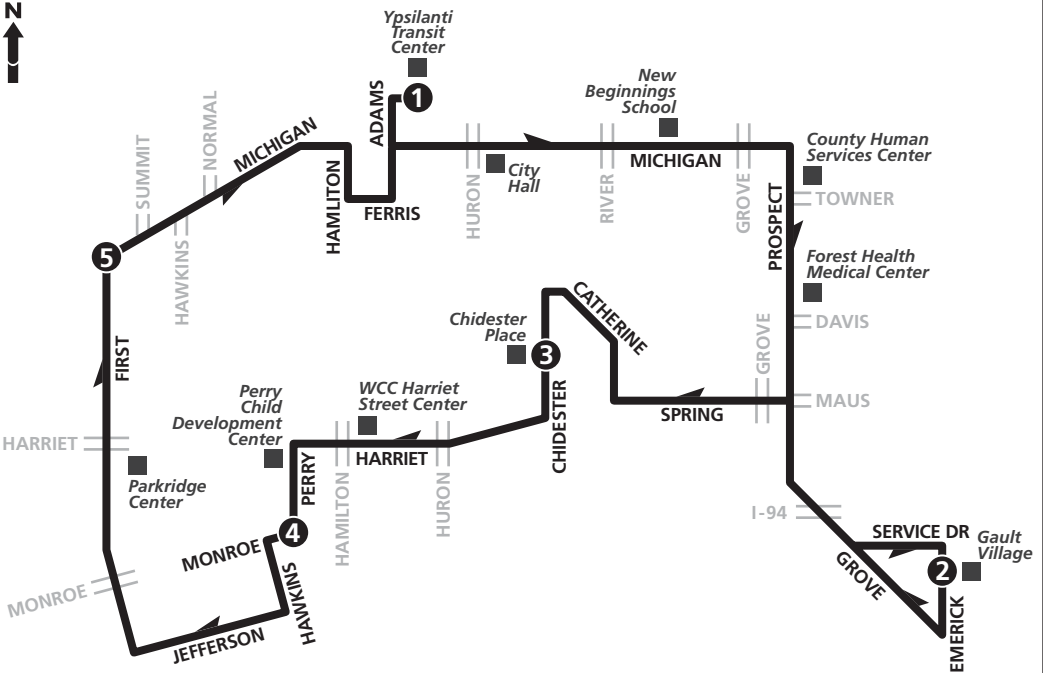 N
Ypsilanti
Transit
Center
1
ADAMS
New
Beginnings
School
County Human
Services Center
SUMMIT
NORMAL
MICHIGAN
HAMLITON
FERRIS
HURON
City
Hall
RIVER
MICHIGAN
GROVE
PROSPECT
TOWNER
HAWKINS
5
Forest Health
Medical Center
DAVIS
CATHERINE
GROVE
Chidester
Place
3
FIRST
MAUS
SPRING
Perry
Child
Development
Center
WCC Harriet
Street Center
CHIDESTER
HARRIET
HARRIET
Parkridge
Center
PERRY
HAMILTON
HURON
4
MONROE
I-94
SERVICE DR
Gault
Village
2
GROVE
EMERICK
MONROE
HAWKINS
JEFFERSON